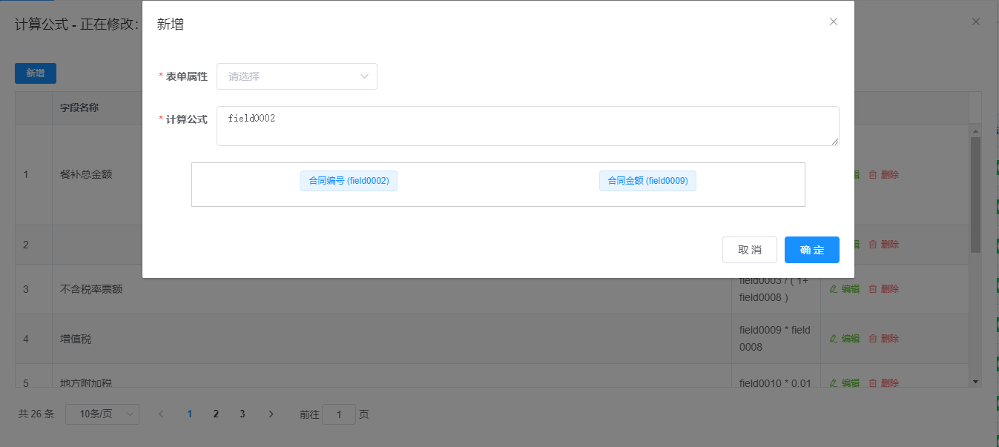 计算公式 - 正在修改：
新增
新增
* 表单属性
请选择
* 计算公式
field0002
合同编号 (field0002)
合同金额 (field0009)
取 消
确 定
字段名称
1
餐补总金额
删除
2
删除
3
不含税率票额
field0003 / ( 1+
field0008 )
编辑
删除
4
增值税
field0009 * field
0008
编辑
删除
5
地方附加税
field0010 * 0.01
编辑
删除
共 26 条
10条/页
1
2
3
前往
1
页